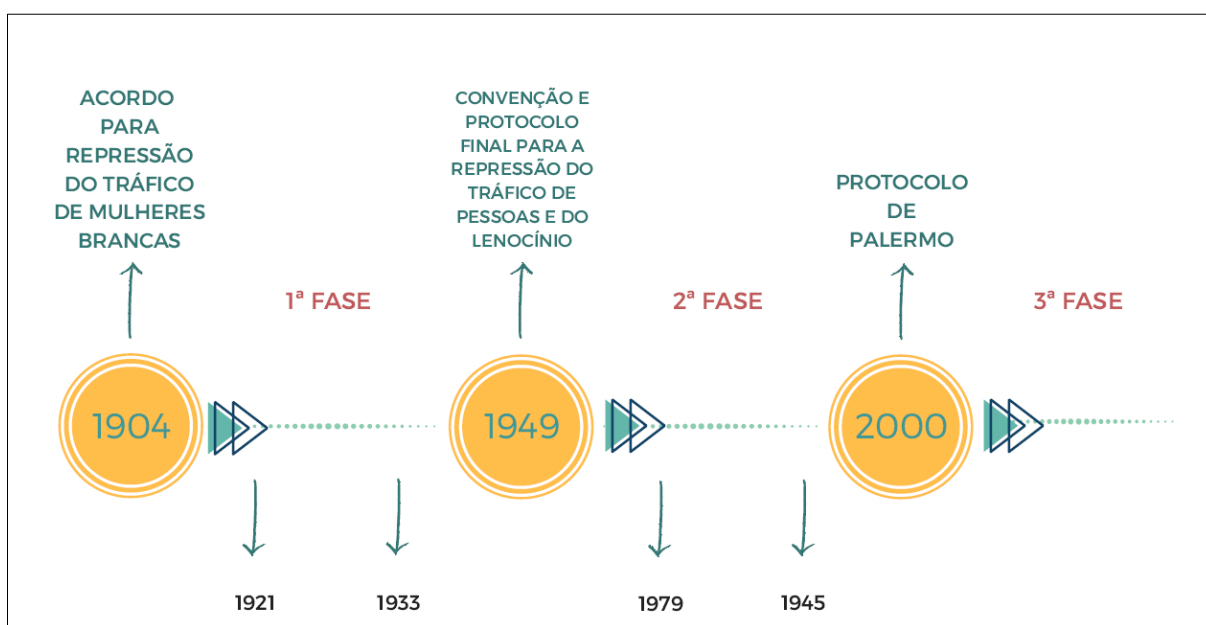 ACORDO
PARA
REPRESSÃO
DO TRÁFICO
DE MULHERES
BRANCAS
CONVENÇÃO E
PROTOCOLO
FINAL PARA A
REPRESSÃO DO
TRÁFICO DE
PESSOAS E DO
LENOCÍNIO
PROTOCOLO
DE
PALERMO
1ª FASE
2ª FASE
3ª FASE
1904
1949
2000
1921
1933
1979
1945